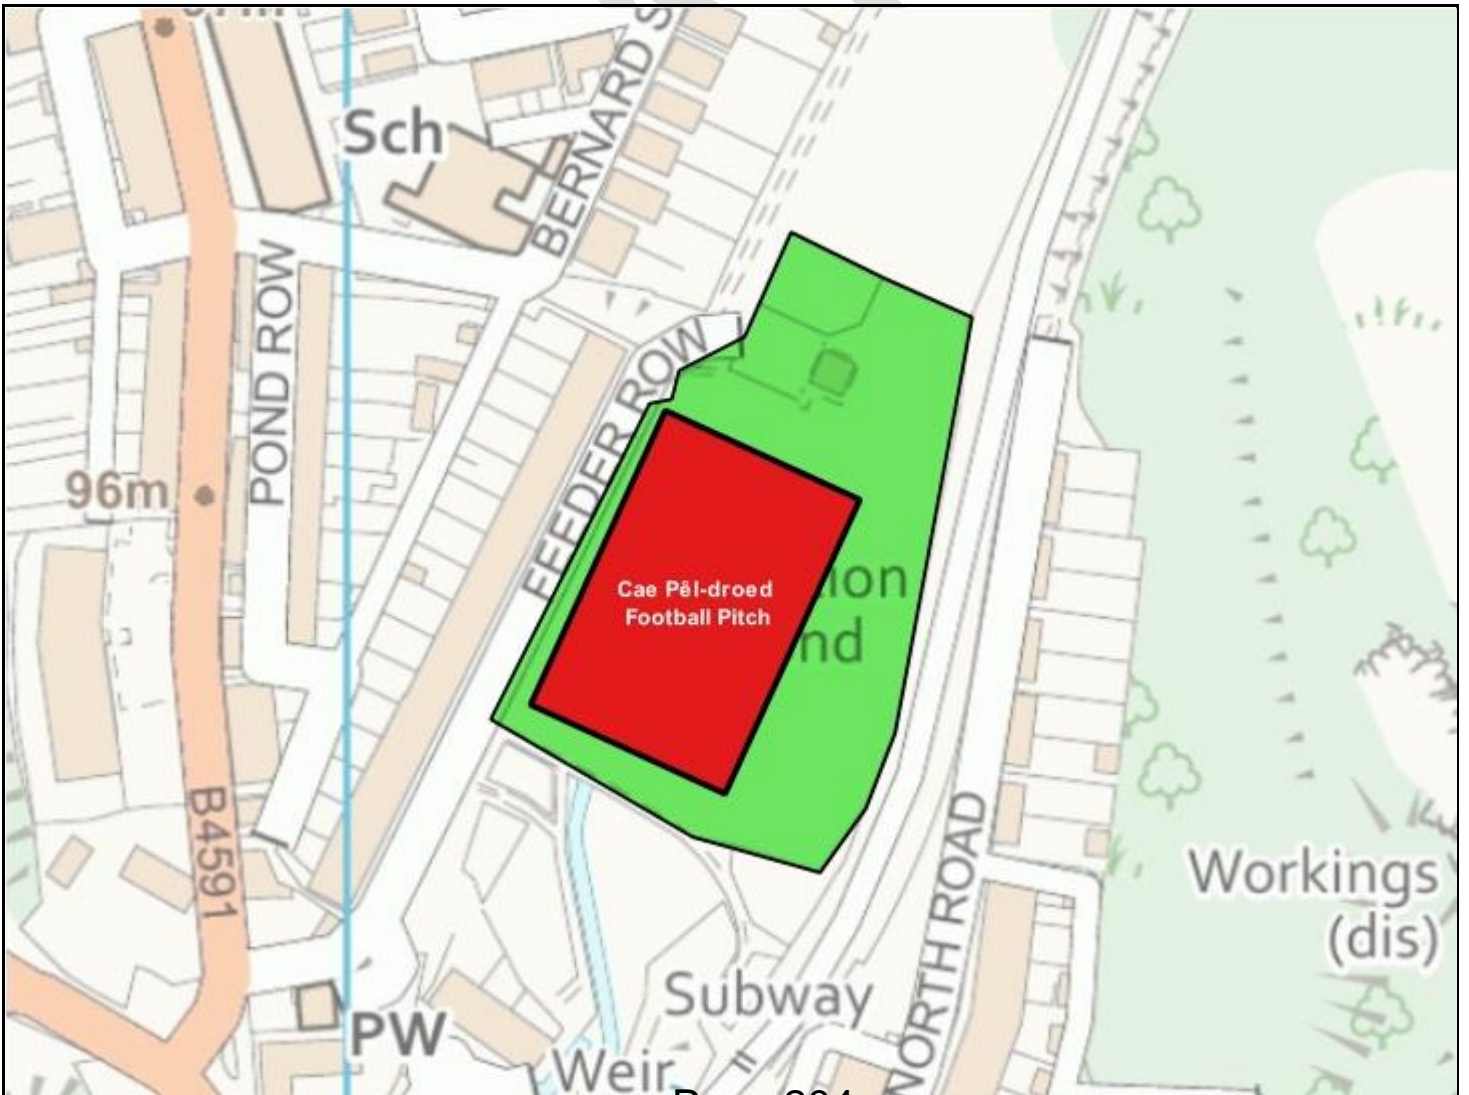 Sch
BERNARD S
POND ROW
FEEDER ROW
96m
Cae Pêl-droed
Football Pitch
ion
nd
B4591
NORTH ROAD
Workings
(dis)
Subway
PW
Weir